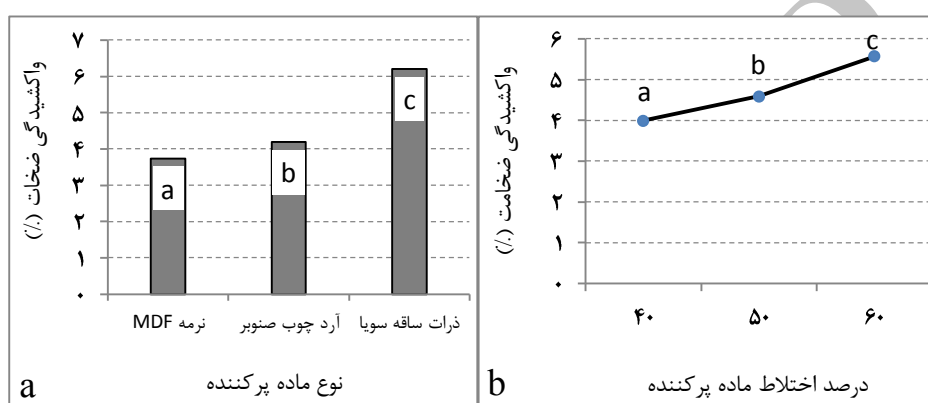 واکشیدگی ضخات (٪)
۷
۶
۵
۴
۳
۲
۱
۰
a
b
c
نرمه MDF
آرد چوب صنوبر
ذرات ساقه سویا
نوع ماده پرکننده
a
واکشیدگی ضخامت (٪)
۶
۵
۴
۳
۲
۱
۰
a
b
c
۴۰
۵۰
۶۰
درصد اختلاط ماده پرکننده
b